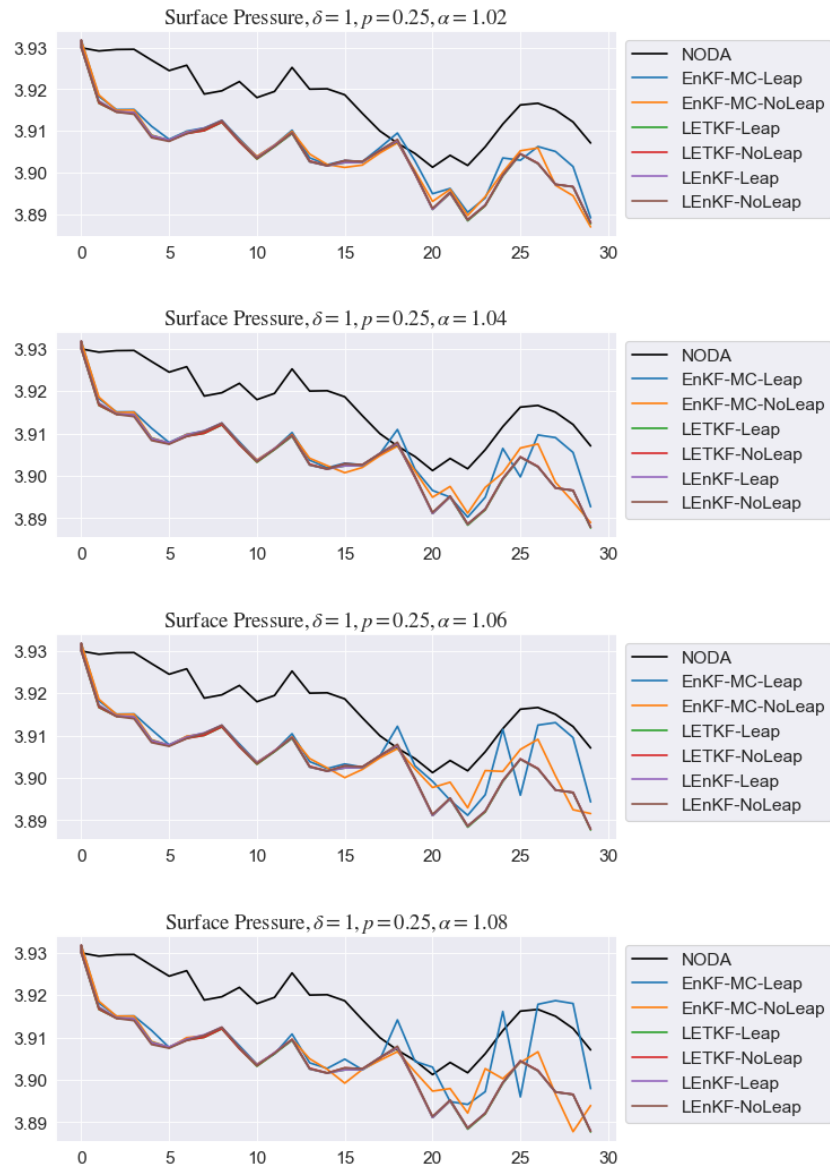 Surface Pressure, δ = 1, p = 0.25, α = 1.02
3.93
3.92
3.91
3.90
3.89
0 5 10 15 20 25 30
NODA
EnKF-MC-Leap
EnKF-MC-NoLeap
LETKF-Leap
LETKF-NoLeap
LEnKF-Leap
LEnKF-NoLeap
Surface Pressure, δ = 1, p = 0.25, α = 1.04
3.93
3.92
3.91
3.90
3.89
0 5 10 15 20 25 30
NODA
EnKF-MC-Leap
EnKF-MC-NoLeap
LETKF-Leap
LETKF-NoLeap
LEnKF-Leap
LEnKF-NoLeap
Surface Pressure, δ = 1, p = 0.25, α = 1.06
3.93
3.92
3.91
3.90
3.89
0 5 10 15 20 25 30
NODA
EnKF-MC-Leap
EnKF-MC-NoLeap
LETKF-Leap
LETKF-NoLeap
LEnKF-Leap
LEnKF-NoLeap
Surface Pressure, δ = 1, p = 0.25, α = 1.08
3.93
3.92
3.91
3.90
3.89
0 5 10 15 20 25 30
NODA
EnKF-MC-Leap
EnKF-MC-NoLeap
LETKF-Leap
LETKF-NoLeap
LEnKF-Leap
LEnKF-NoLeap